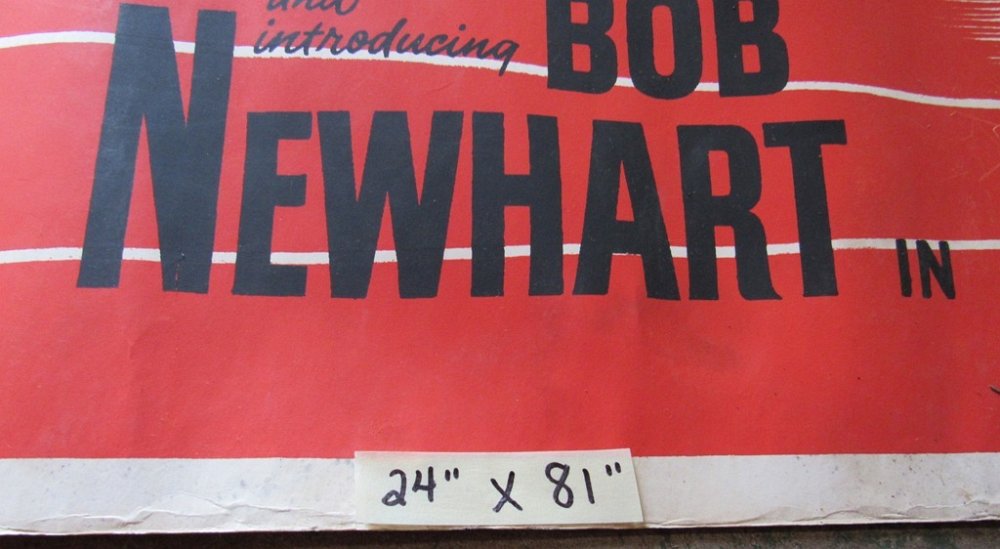 and
introducing BOB
NEWHART IN
24" X 81"